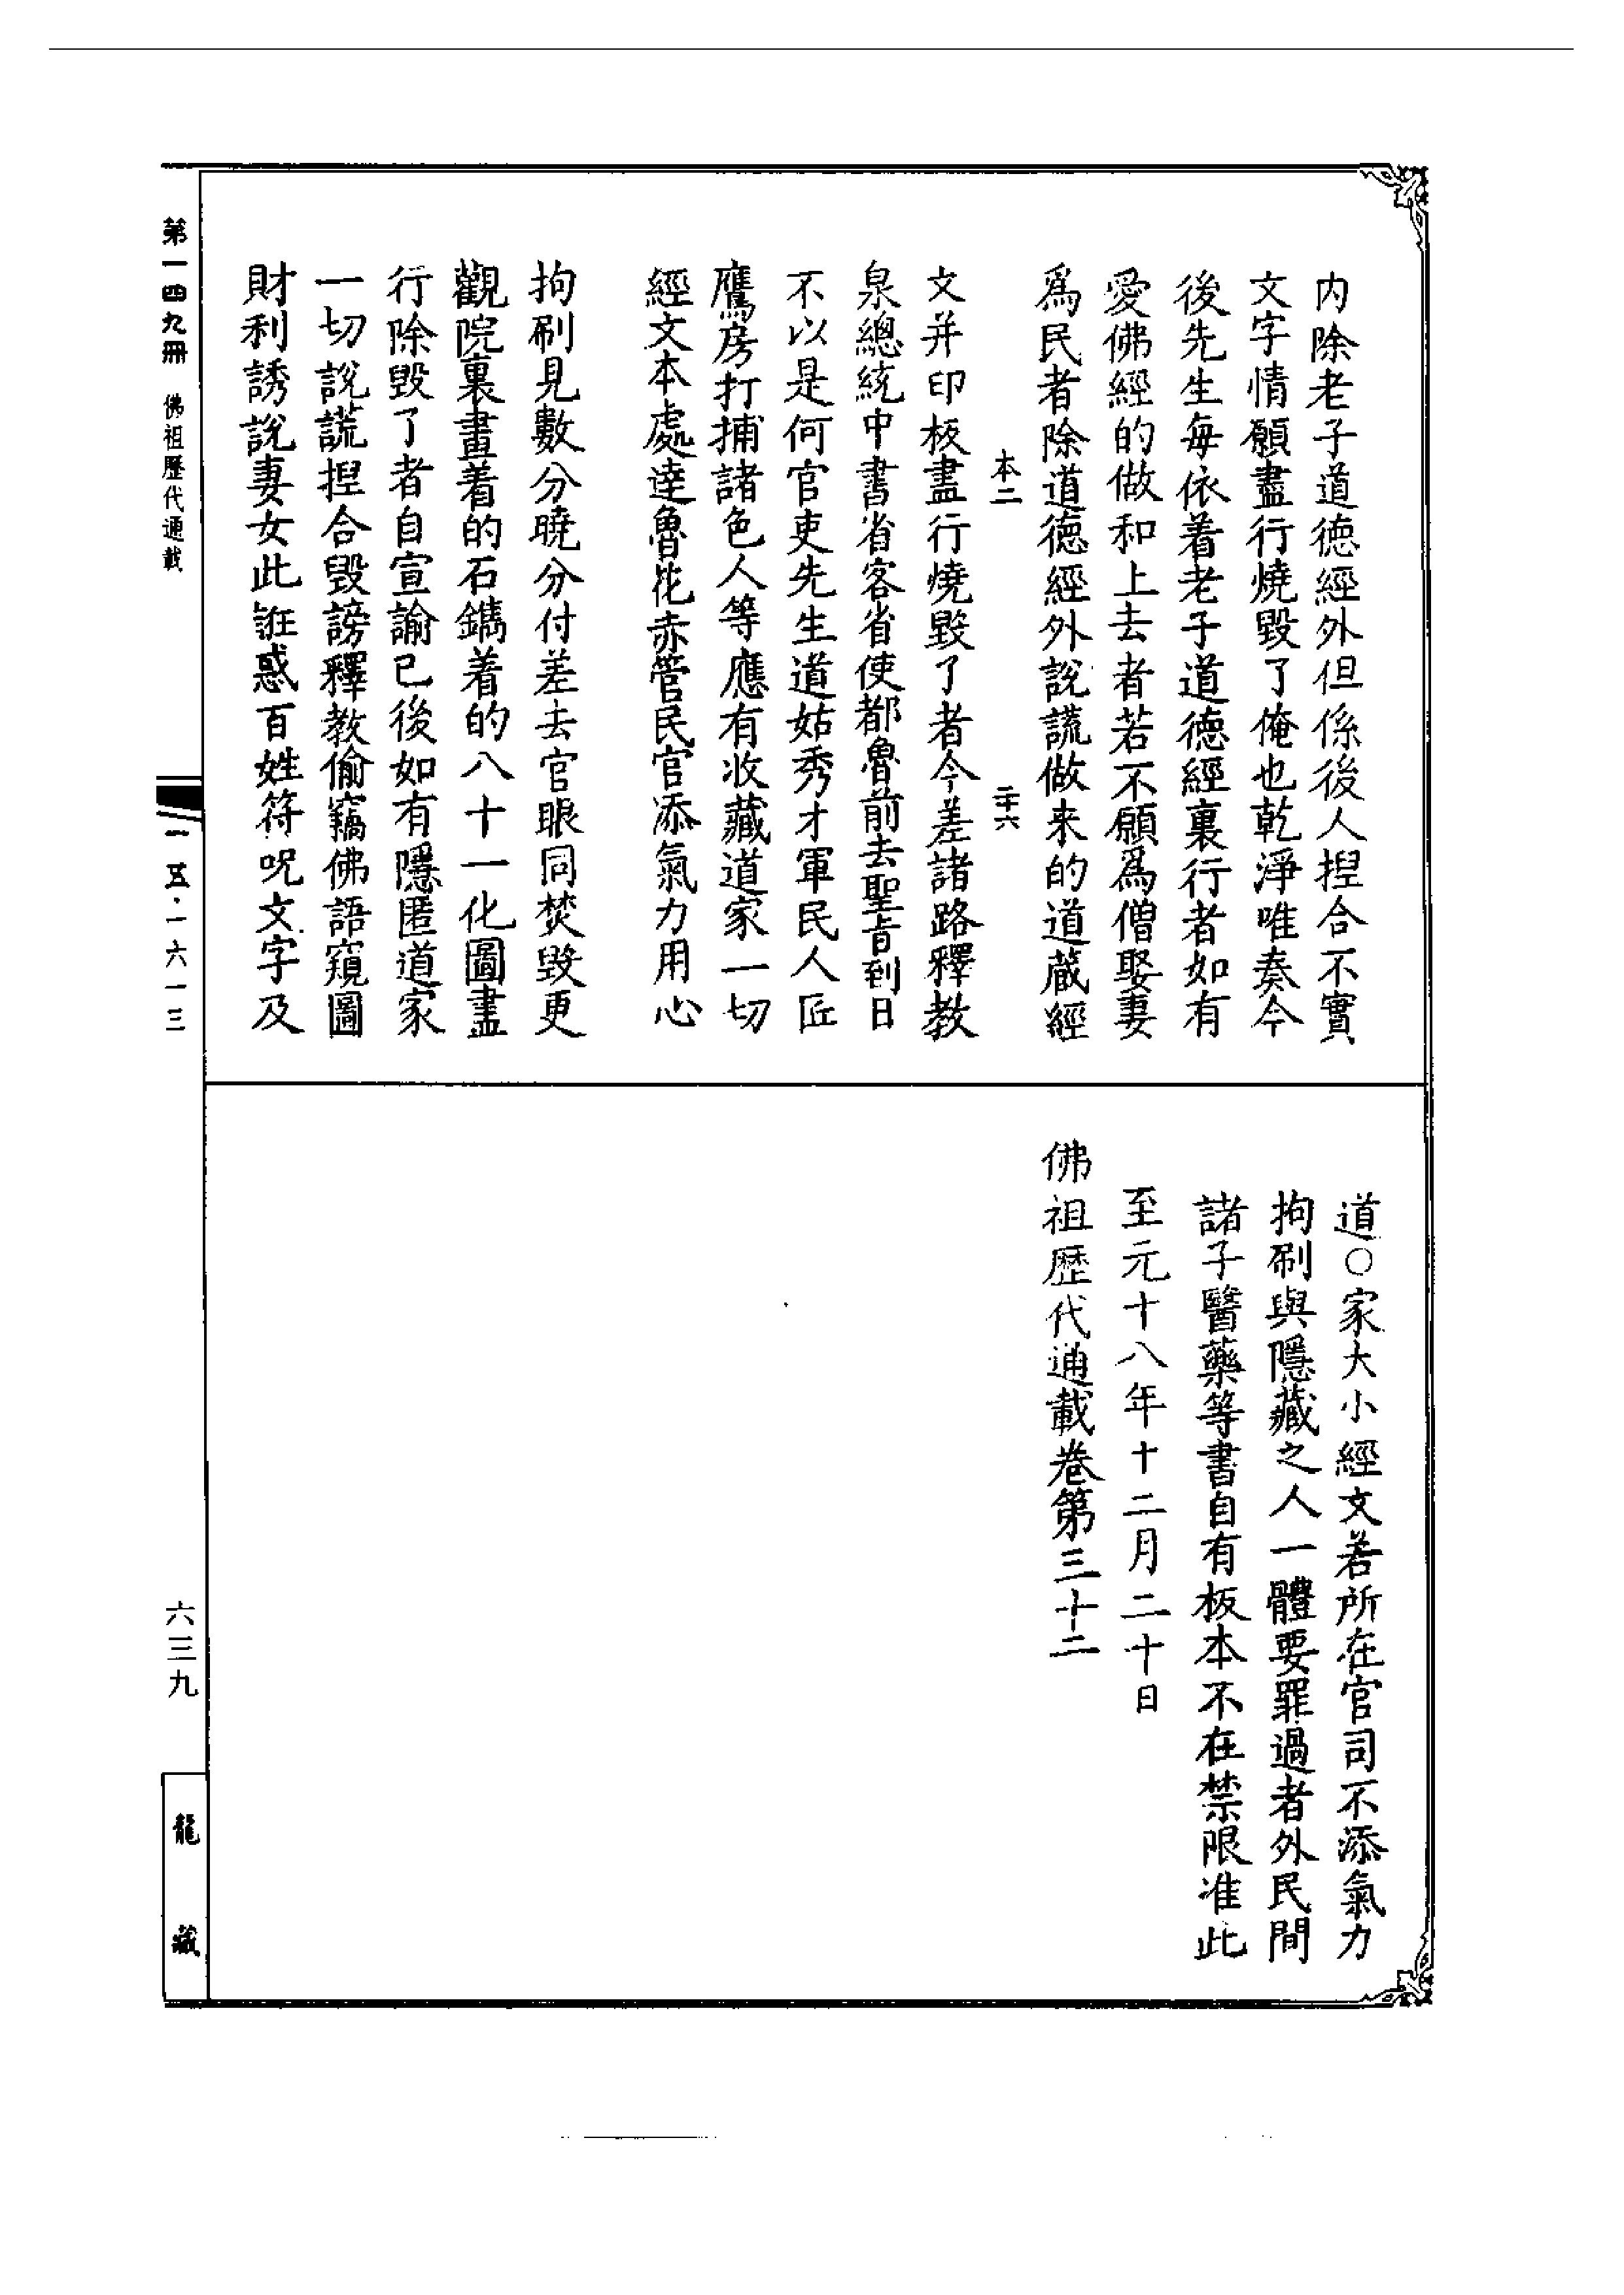 内除老子道德經外但係後人揑合不實
文字情願盡行燒毀了俺也乾淨唯奏今
後先生每依着老子道德經裏行者如有
愛佛經的做和上去者若不願爲僧娶妻
爲民者除道德經外說謊做来的道藏經
本二 二十六
文并印板盡行燒毀了者今差諸路釋教
泉總統中書省客省使都魯前去聖旨到日
不以是何官吏先生道姑秀才軍民人匠
鷹房打捕諸色人等應有收藏道家一切
經文本處達魯花赤管民官添氣力用心
拘刷見數分曉分付差去官眼同焚毀更
觀院裏畫着的石鐫着的八十一化圖盡
行除毀了者自宣諭已後如有隱匿道家
一切說謊揑合毀謗釋教偷竊佛語窺圖
財利誘說妻女此誑惑百姓符呪文字及
道○家大小經文若所在官司不添氣力
拘刷與隱藏之人一體要罪過者外民間
諸子醫藥等書自有板本不在禁限准此
至元十八年十二月二十日
佛祖歷代通載卷第三十二
第一四九冊 佛祖歷代通載
一五·一六一三
六三九
龍藏